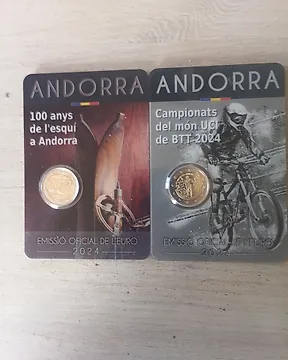 ANDORRA
100 anys
de l'esquí
a Andorra
EMISSIÓ OFICIAL DE L'EURO
2024
ANDORRA
Campionats
del món UCI
de BTT 2024
EMISSIÓ OFICIAL DE L'EURO